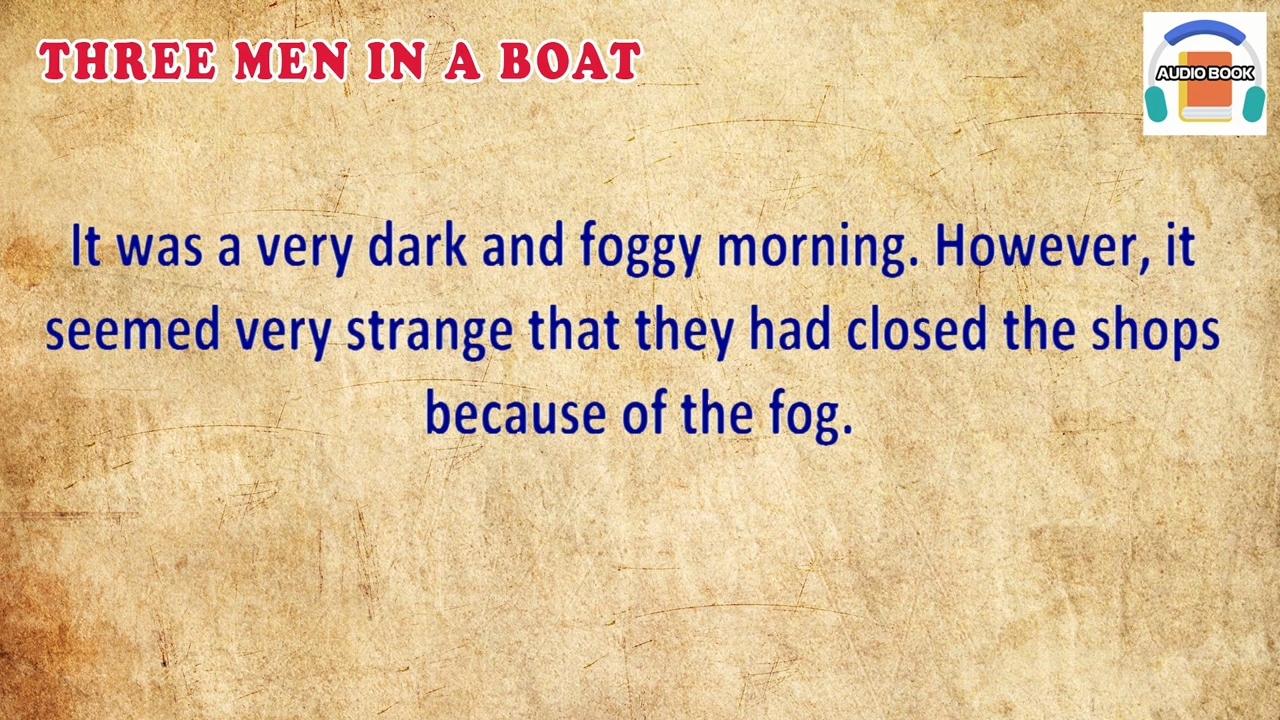 THREE MEN IN A BOAT
AUDIO BOOK
It was a very dark and foggy morning. However, it
seemed very strange that they had closed the shops
because of the fog.